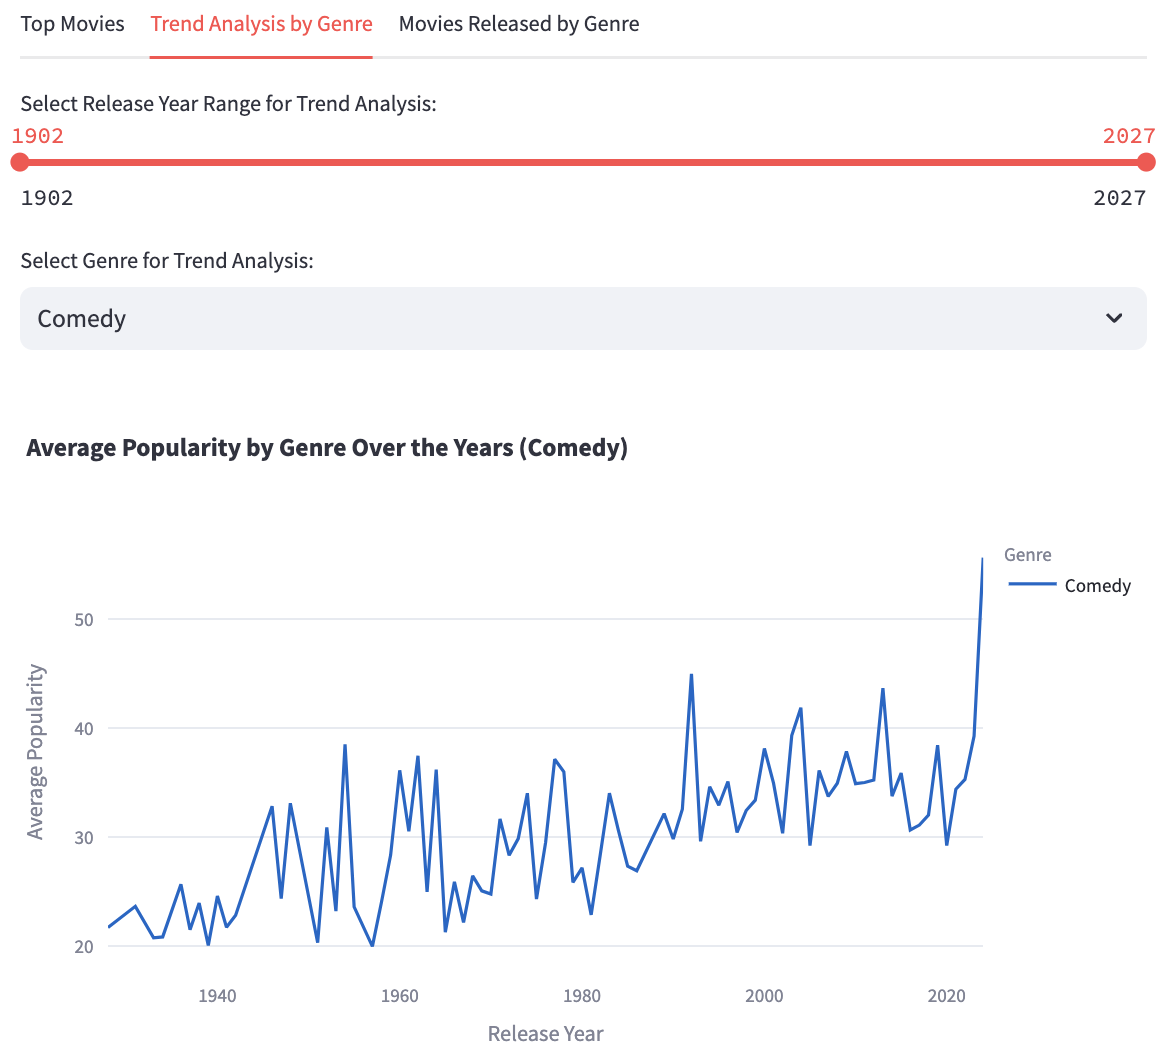 Top Movies Trend Analysis by Genre Movies Released by Genre
Select Release Year Range for Trend Analysis:
1902 2027
1902 2027
Select Genre for Trend Analysis:
Comedy
Average Popularity by Genre Over the Years (Comedy)
Genre
Comedy
50
40
30
20
Average Popularity
1940 1960 1980 2000 2020
Release Year